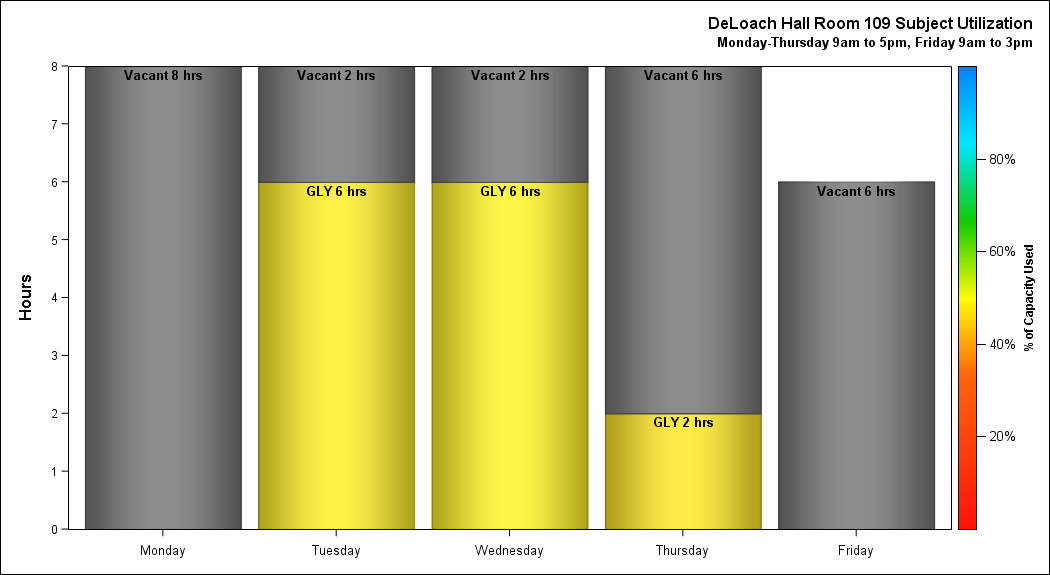 DeLoach Hall Room 109 Subject Utilization
Monday-Thursday 9am to 5pm, Friday 9am to 3pm
Hours
8
7
6
5
4
3
2
1
0
Vacant 8 hrs
Vacant 2 hrs
GLY 6 hrs
Vacant 2 hrs
GLY 6 hrs
Vacant 6 hrs
GLY 2 hrs
Vacant 6 hrs
Monday
Tuesday
Wednesday
Thursday
Friday
80%
60%
40%
20%
% of Capacity Used